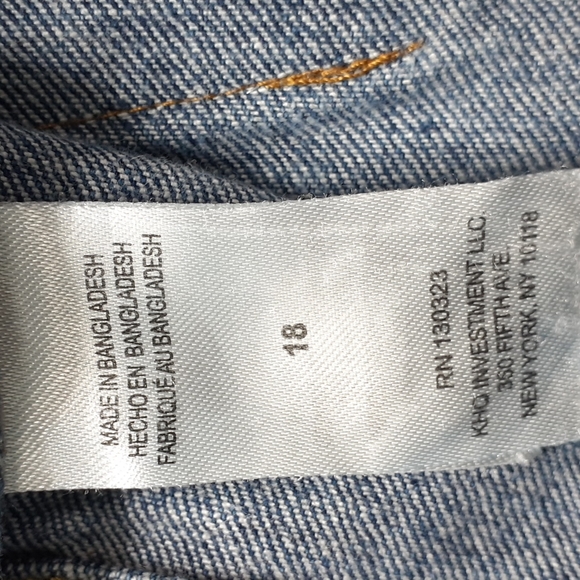 MADE IN BANGLADESH
HECHO EN BANGLADESH
FABRIQUÉ AU BANGLADESH
18
RN 130323
KHQ INVESTMENT LLC
350 FIFTH AVE.
NEW YORK, NY 10118